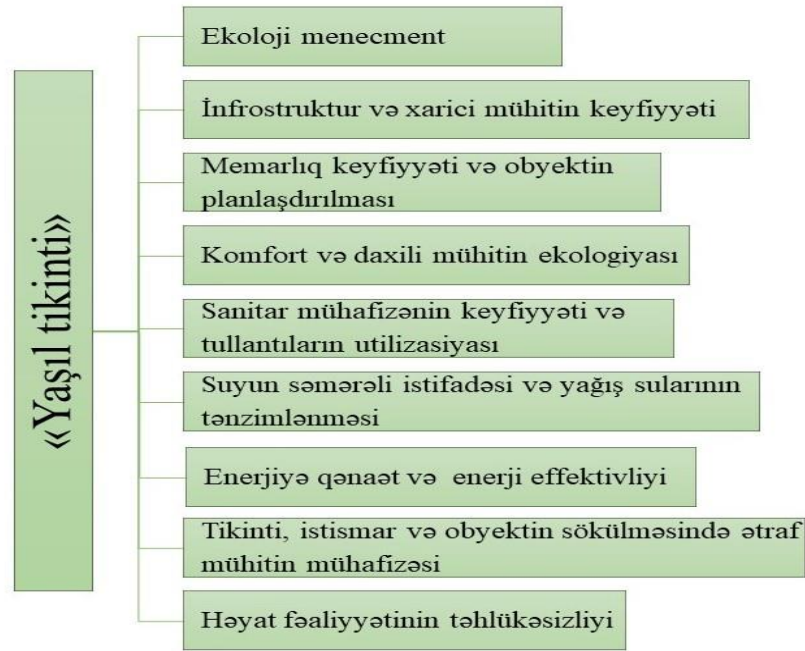 «Yaşıl tikinti»
Ekoloji menecment
İnfrostruktur və xarici mühitin keyfiyyəti
Memarlıq keyfiyyəti və obyektin
planlaşdırılması
Komfort və daxili mühitin ekologiyası
Sanitar mühafizənin keyfiyyəti və
tullantıların utilizasiyası
Suyun səmərəli istifadəsi və yağış sularının
tənzimlənməsi
Enerjiyə qənaət və enerji effektivliyi
Tikinti, istismar və obyektin sökülməsində ətraf
mühitin mühafizəsi
Həyat fəaliyyətinin təhlükəsizliyi